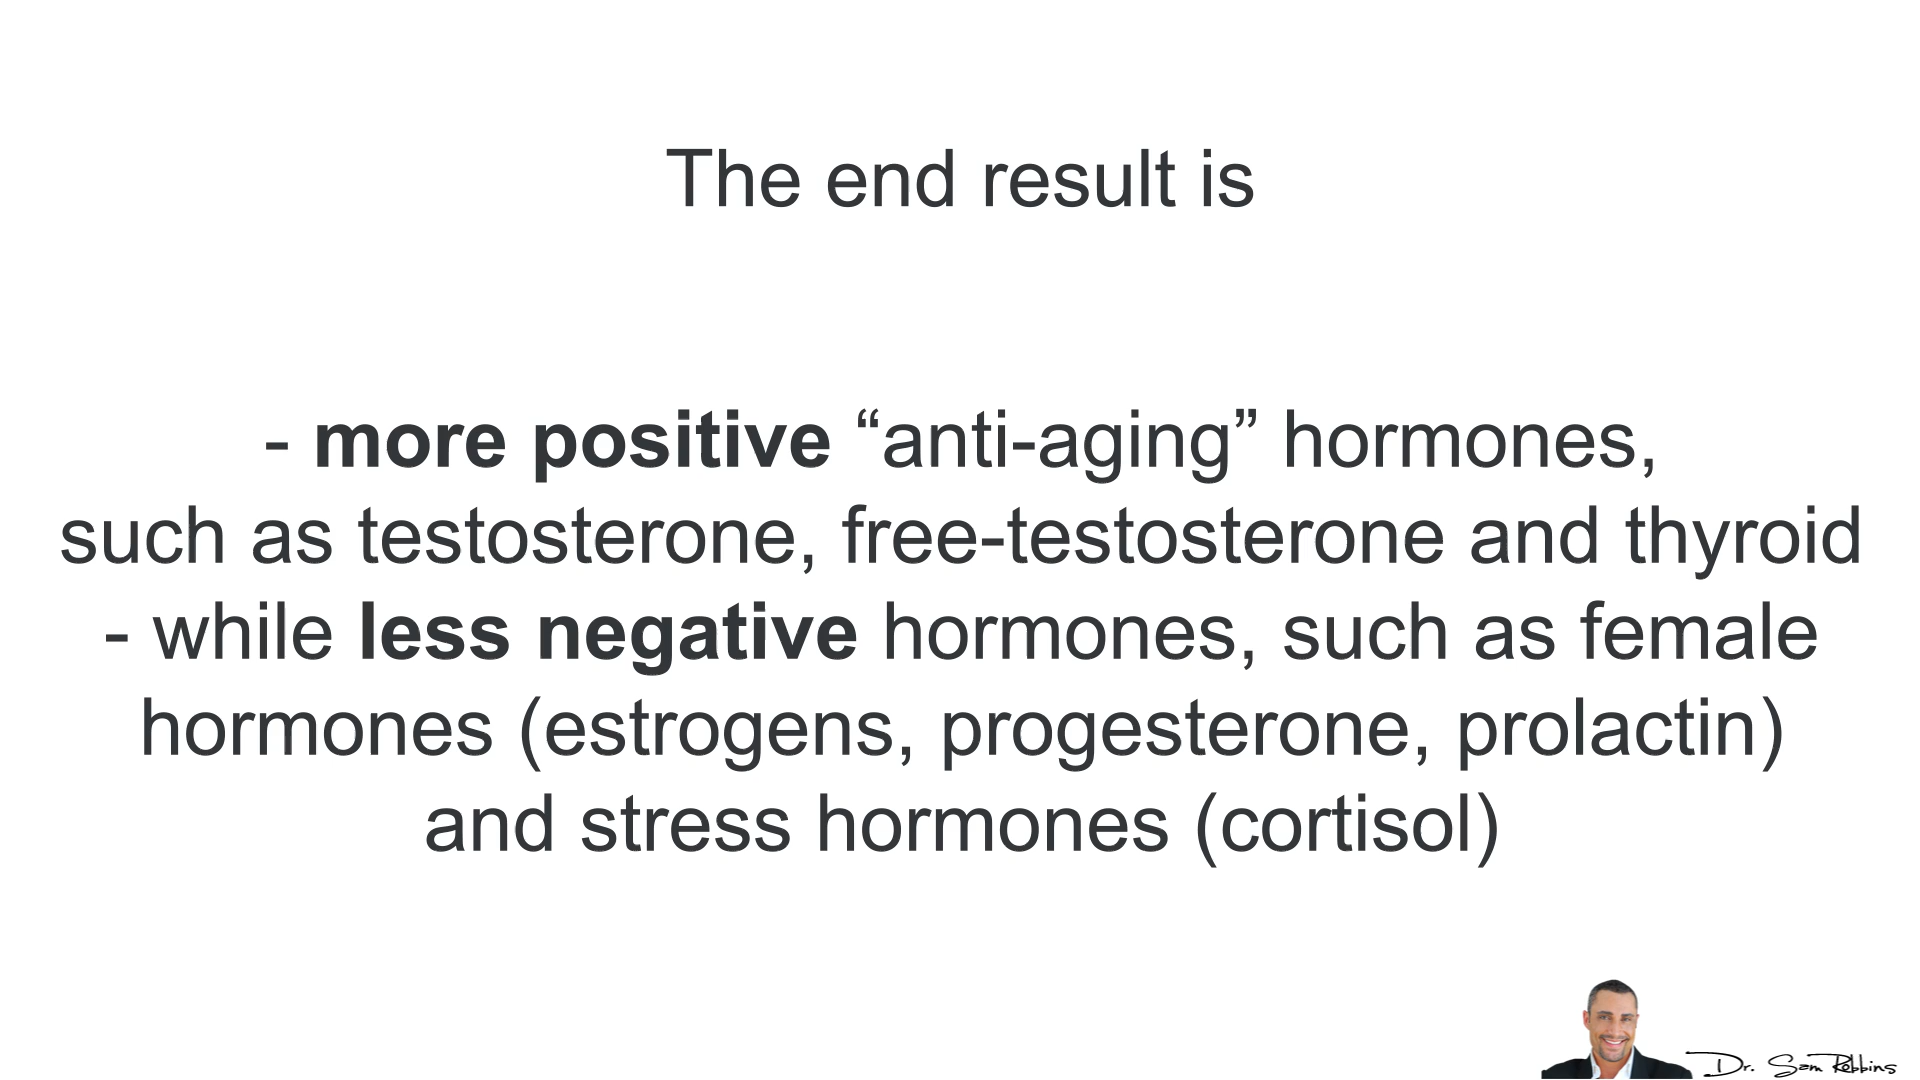 The end result is
- more positive “anti-aging” hormones,
such as testosterone, free-testosterone and thyroid
- while less negative hormones, such as female
hormones (estrogens, progesterone, prolactin)
and stress hormones (cortisol)
Dr. Sam Robbins